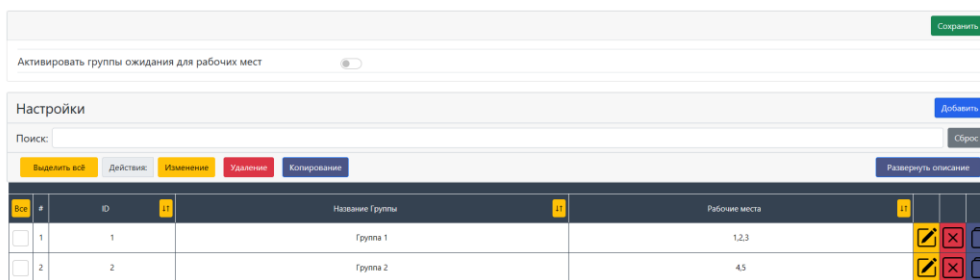 Сохранить
Активировать группы ожидания для рабочих мест
Настройки Добавить
Поиск: Сброс
Выделить всё Действия: Изменение Удаление Копирование Развернуть описание
Все # ID Название Группы Рабочие места
1 1 Группа 1 1,2,3
2 2 Группа 2 4,5